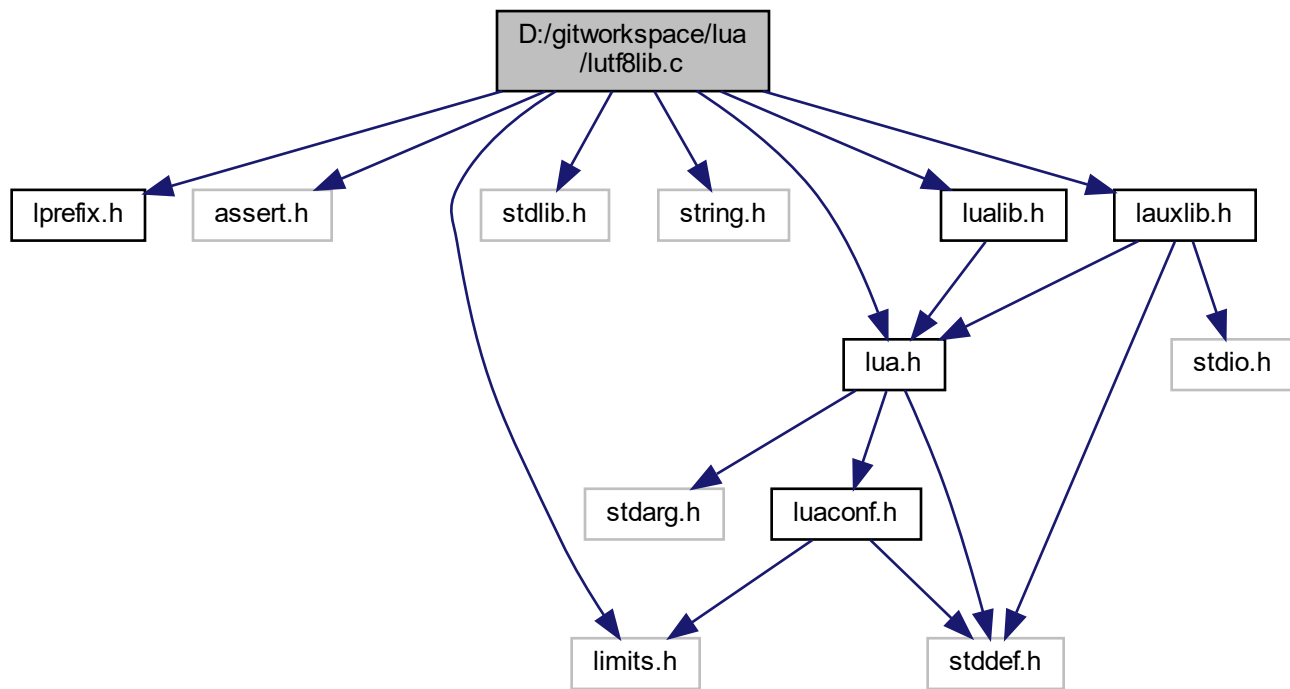 D:/gitworkspace/lua
/lutf8lib.c
lprefix.h
assert.h
stdlib.h
string.h
lualib.h
lauxlib.h
lua.h
stdio.h
stdarg.h
luaconf.h
limits.h
stddef.h